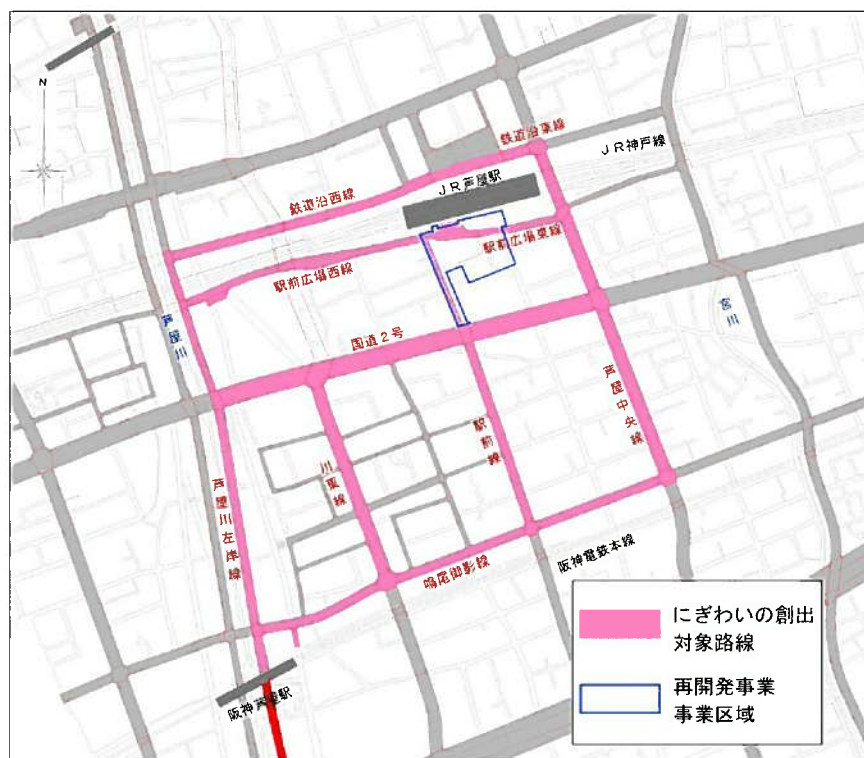 N
鉄道沿東線
JR神戸線
JR芦屋駅
鉄道沿西線
駅前広場東線
駅前広場西線
芦屋川
国道2号
宮川
芦屋中央線
駅前線
川東線
芦屋川左岸線
鳴尾御影線
阪神電鉄本線
阪神芦屋駅
にぎわいの創出
対象路線
再開発事業
事業区域